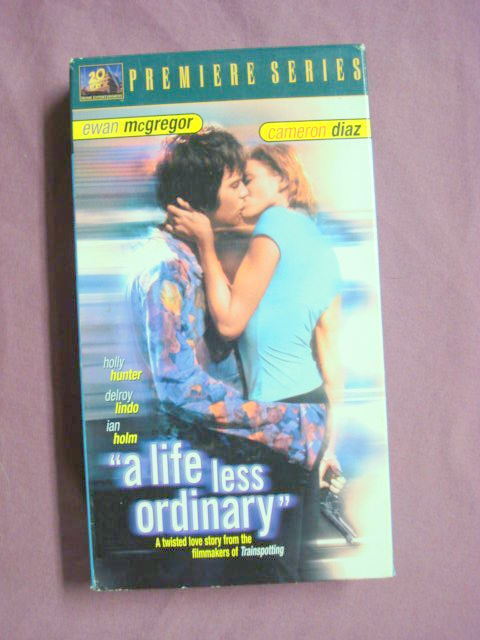 20
PREMIERE SERIES
ewan mcgregor
cameron diaz
holly
hunter
delroy
lindo
ian
holm
"a life less
ordinary"
A twisted love story from the
filmmakers of Trainspotting